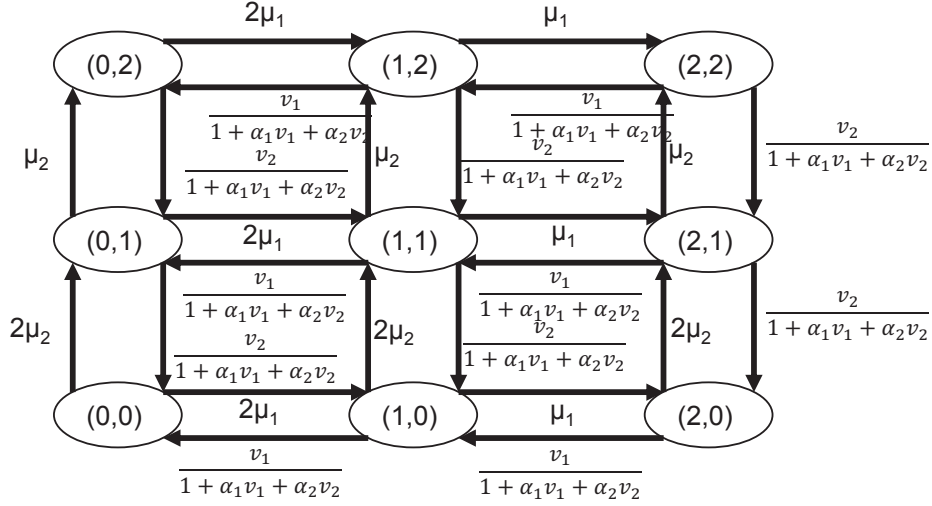 2μ₁ μ₁
(0,2) (1,2) (2,2)
v₁ / (1 + α₁v₁ + α₂v₂) v₁ / (1 + α₁v₁ + α₂v₂)
μ₂ v₂ / (1 + α₁v₁ + α₂v₂) μ₂ v₂ / (1 + α₁v₁ + α₂v₂) μ₂ v₂ / (1 + α₁v₁ + α₂v₂)
(0,1) 2μ₁ (1,1) μ₁ (2,1)
v₁ / (1 + α₁v₁ + α₂v₂) v₁ / (1 + α₁v₁ + α₂v₂)
2μ₂ v₂ / (1 + α₁v₁ + α₂v₂) 2μ₂ v₂ / (1 + α₁v₁ + α₂v₂) 2μ₂ v₂ / (1 + α₁v₁ + α₂v₂)
(0,0) 2μ₁ (1,0) μ₁ (2,0)
v₁ / (1 + α₁v₁ + α₂v₂) v₁ / (1 + α₁v₁ + α₂v₂)